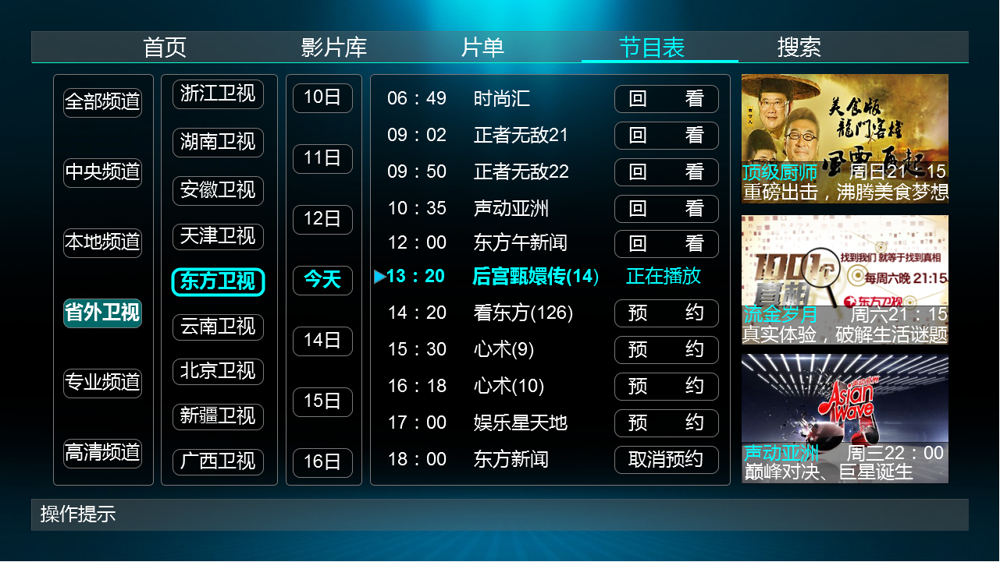 首页 影片库 片单 节目表 搜索
全部频道
中央频道
本地频道
省外卫视
专业频道
高清频道
浙江卫视
湖南卫视
安徽卫视
天津卫视
东方卫视
云南卫视
北京卫视
新疆卫视
广西卫视
10日
11日
12日
今天
14日
15日
16日
06：49 时尚汇 回 看
09：02 正者无敌21 回 看
09：50 正者无敌22 回 看
10：35 声动亚洲 回 看
12：00 东方午新闻 回 看
13：20 后宫甄嬛传(14) 正在播放
14：20 看东方(126) 预 约
15：30 心术(9) 预 约
16：18 心术(10) 预 约
17：00 娱乐星天地 预 约
18：00 东方新闻 取消预约
美食版
龍門客棧
風雲再起
顶级厨师 周日21：15
重磅出击，沸腾美食梦想
找到我们 就等于找到真相
1001个
真相
每周六晚 21:15
东方卫视
流金岁月 周六21：15
真实体验，破解生活谜题
Asian
Wave
声动亚洲 周三22：00
巅峰对决、巨星诞生
操作提示